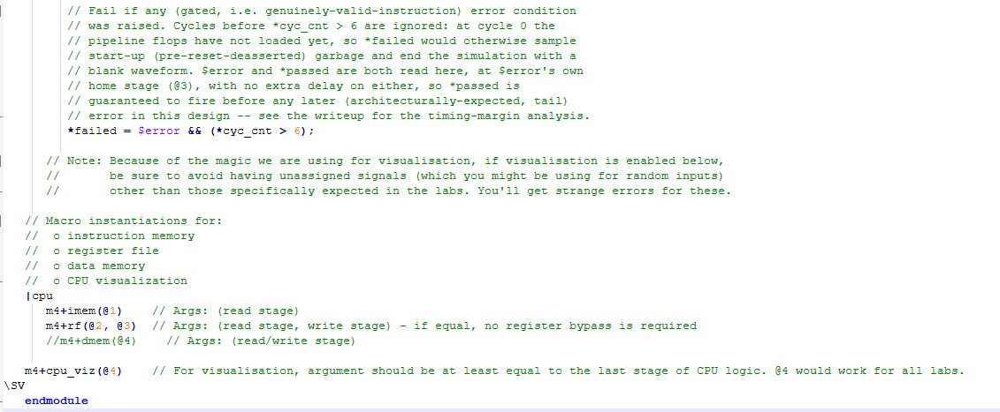 // Fail if any (gated, i.e. genuinely-valid-instruction) error condition
// was raised. Cycles before *cyc_cnt > 6 are ignored: at cycle 0 the
// pipeline flops have not loaded yet, so *failed would otherwise sample
// start-up (pre-reset-deasserted) garbage and end the simulation with a
// blank waveform. $error and *passed are both read here, at $error's own
// home stage (@3), with no extra delay on either, so *passed is
// guaranteed to fire before any later (architecturally-expected, tail)
// error in this design -- see the writeup for the timing-margin analysis.
*failed = $error && (*cyc_cnt > 6);
// Note: Because of the magic we are using for visualisation, if visualisation is enabled below,
//       be sure to avoid having unassigned signals (which you might be using for random inputs)
//       other than those specifically expected in the labs. You'll get strange errors for these.
// Macro instantiations for:
//  o instruction memory
//  o register file
//  o data memory
//  o CPU visualization
|cpu
m4+imem(@1)    // Args: (read stage)
m4+rf(@2, @3)  // Args: (read stage, write stage) - if equal, no register bypass is required
//m4+dmem(@4)    // Args: (read/write stage)
m4+cpu_viz(@4)    // For visualisation, argument should be at least equal to the last stage of CPU logic. @4 would work for all labs.
\SV
endmodule